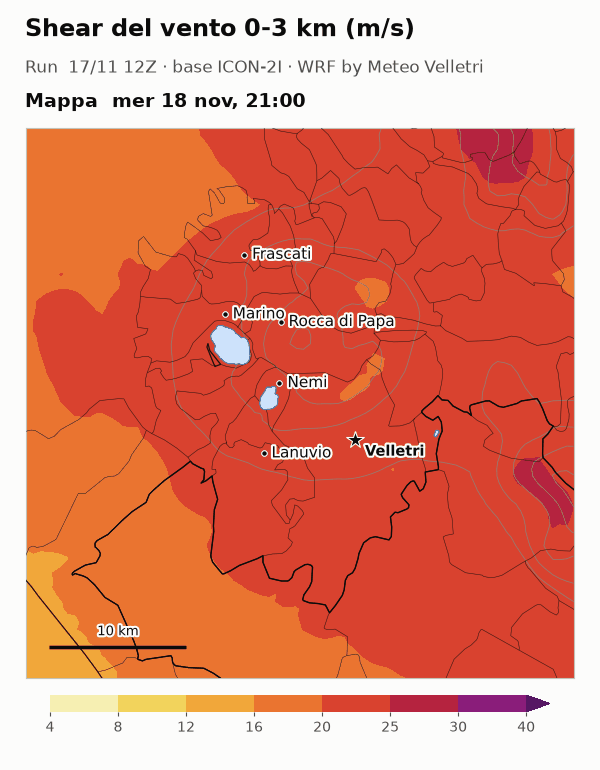 Shear del vento 0-3 km (m/s)
Run 17/11 12Z · base ICON-2I · WRF by Meteo Velletri
Mappa mer 18 nov, 21:00
Frascati
Marino
Rocca di Papa
Nemi
Velletri
Lanuvio
10 km
4 8 12 16 20 25 30 40